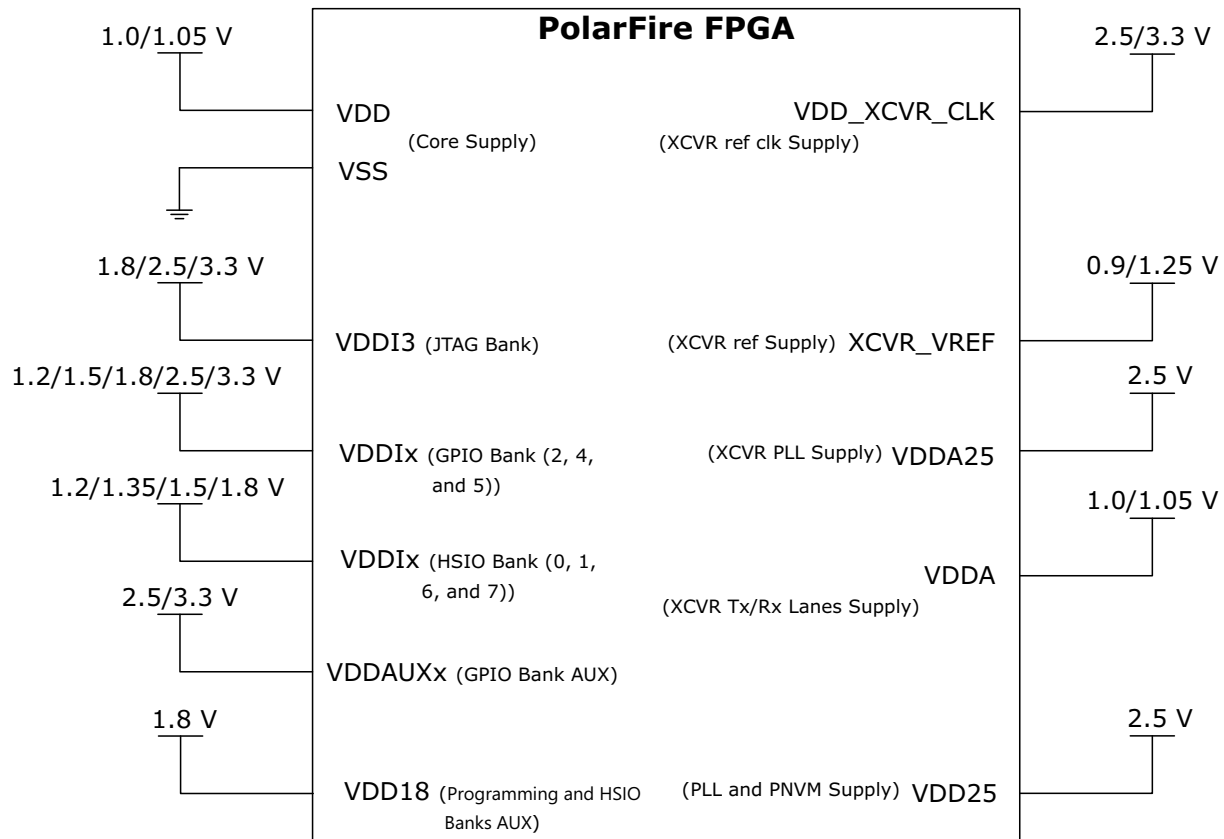 PolarFire FPGA
1.0/1.05 V
VDD
(Core Supply)
VSS
1.8/2.5/3.3 V
VDDI3 (JTAG Bank)
1.2/1.5/1.8/2.5/3.3 V
VDDIx (GPIO Bank (2, 4,
and 5))
1.2/1.35/1.5/1.8 V
VDDIx (HSIO Bank (0, 1,
6, and 7))
2.5/3.3 V
VDDAUXx (GPIO Bank AUX)
1.8 V
VDD18 (Programming and HSIO
Banks AUX)
2.5/3.3 V
VDD_XCVR_CLK
(XCVR ref clk Supply)
0.9/1.25 V
(XCVR ref Supply) XCVR_VREF
2.5 V
(XCVR PLL Supply) VDDA25
1.0/1.05 V
VDDA
(XCVR Tx/Rx Lanes Supply)
2.5 V
(PLL and PNVM Supply) VDD25